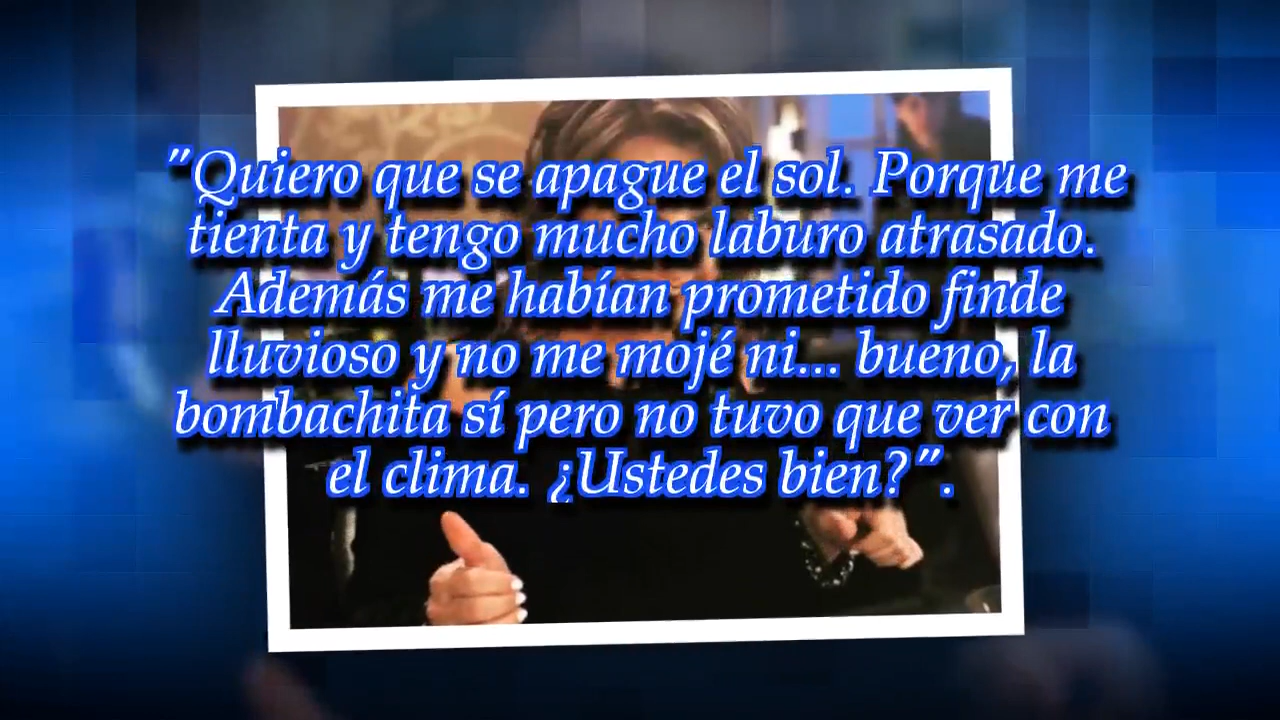 "Quiero que se apague el sol. Porque me
tienta y tengo mucho laburo atrasado.
Además me habían prometido finde
lluvioso y no me mojé ni... bueno, la
bombachita sí pero no tuvo que ver con
el clima. ¿Ustedes bien?".